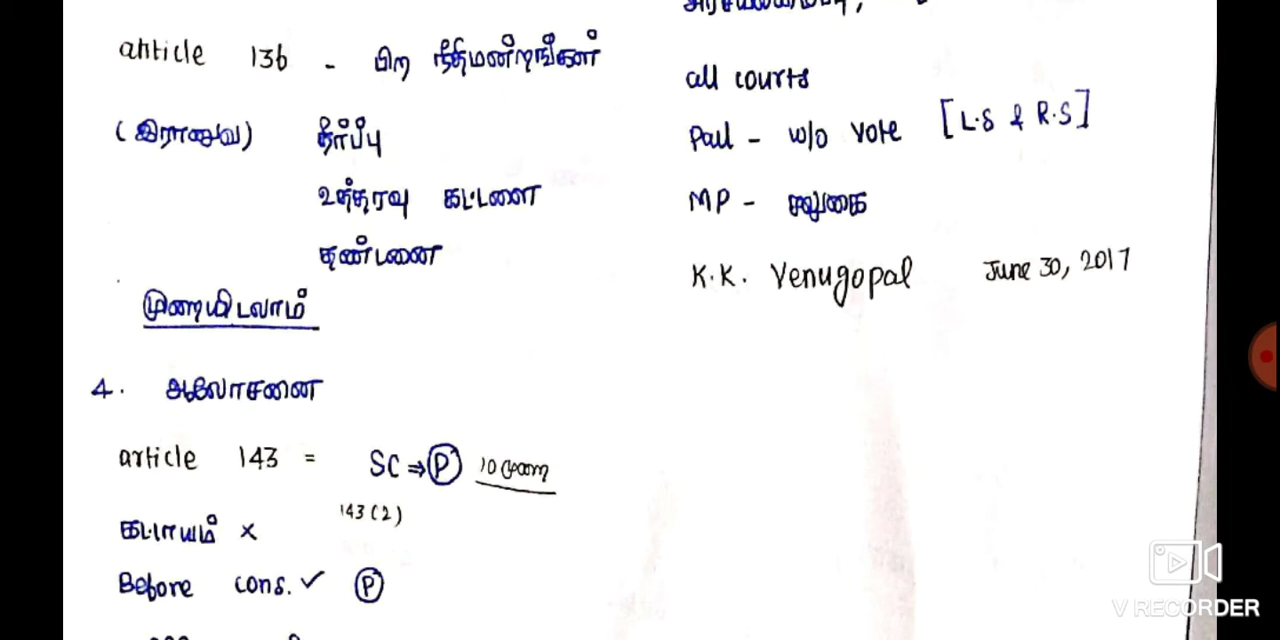 article 136 - பிற நீதிமன்றங்கள்
(இராணுவ) தீர்ப்பு
உத்தரவு கட்டளை
தண்டனை
முறையிடலாம்
4. ஆலோசனை
article 143 = SC ⇒ Ⓟ 10 முறை
கட்டாயம் × 143(2)
Before cons. ✓ Ⓟ
all courts
Parl - w/o vote [L.S & R.S]
MP - சலுகை
K.K. Venugopal June 30, 2017
V RECORDER